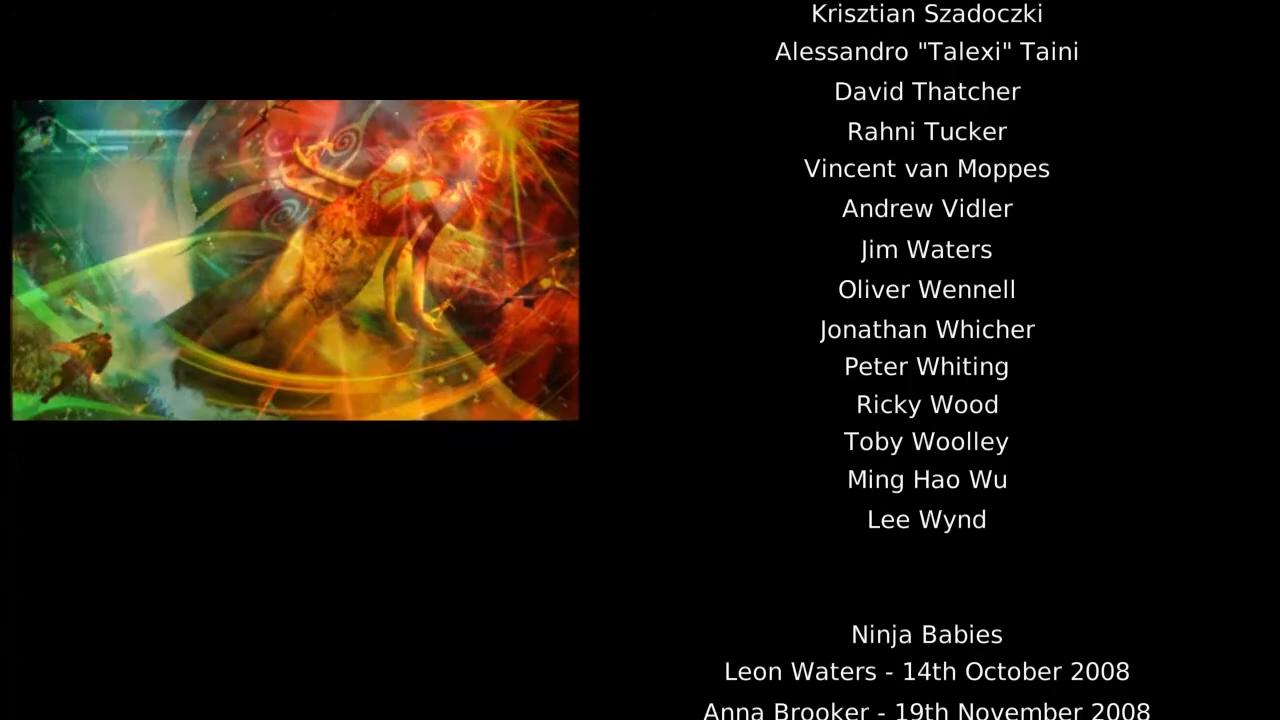 Krisztian Szadoczki
Alessandro "Talexi" Taini
David Thatcher
Rahni Tucker
Vincent van Moppes
Andrew Vidler
Jim Waters
Oliver Wennell
Jonathan Whicher
Peter Whiting
Ricky Wood
Toby Woolley
Ming Hao Wu
Lee Wynd
Ninja Babies
Leon Waters - 14th October 2008
Anna Brooker - 19th November 2008